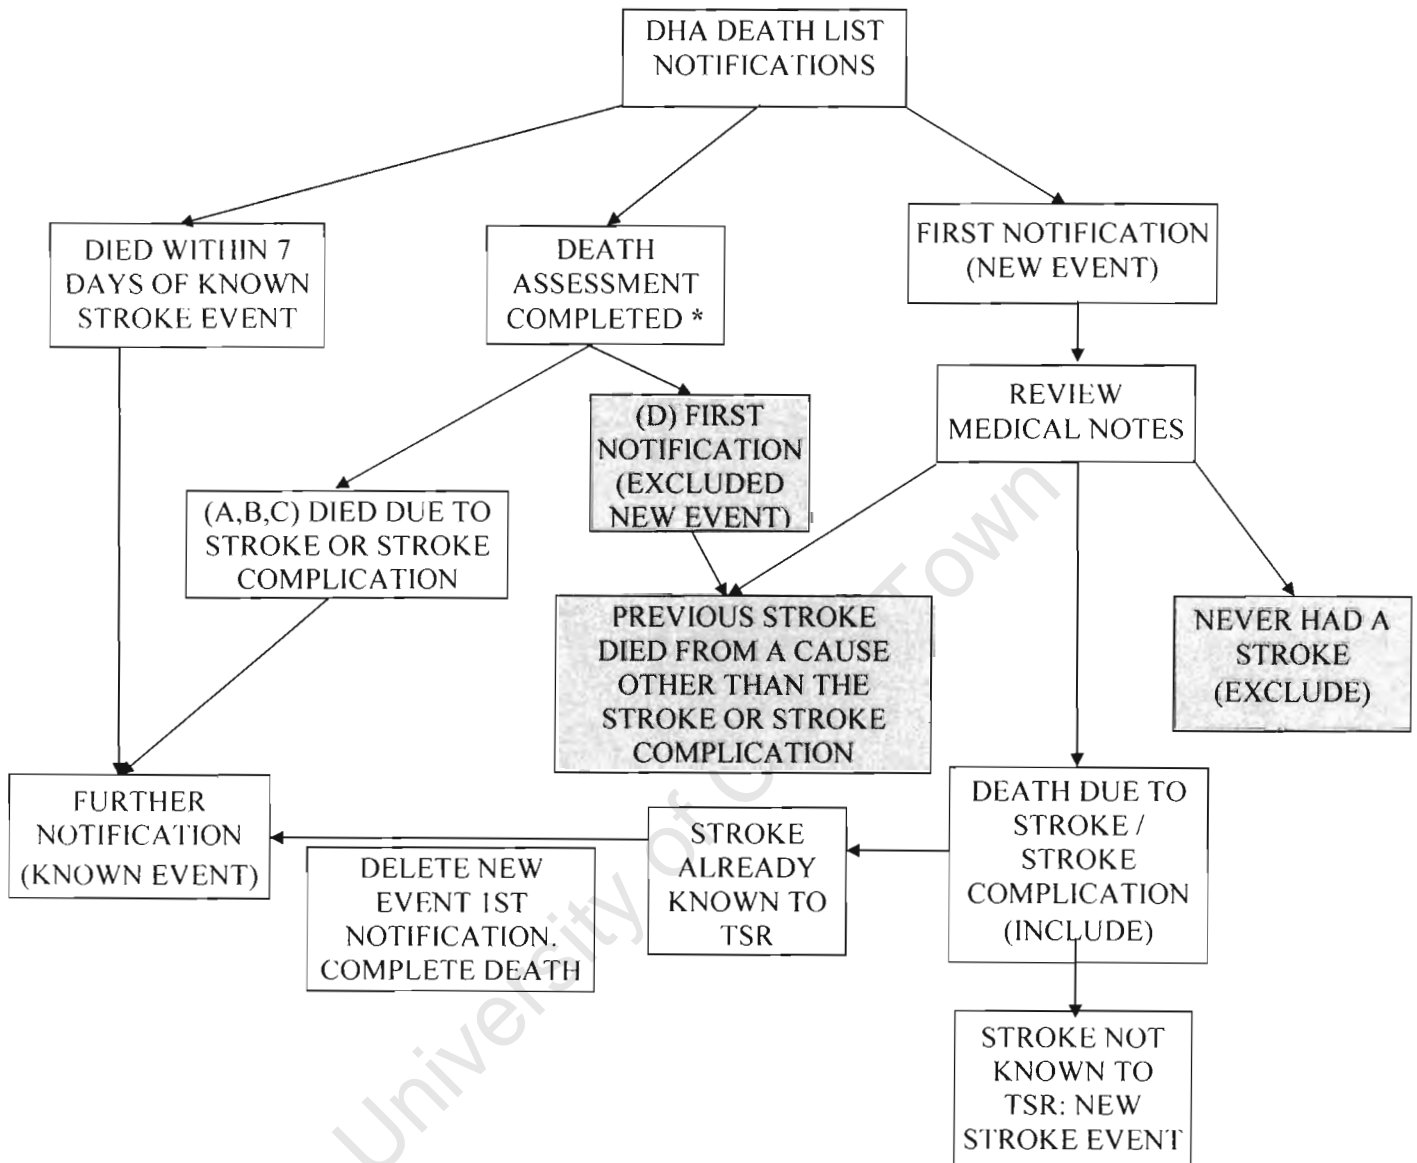 DHA DEATH LIST
NOTIFICATIONS
DIED WITHIN 7
DAYS OF KNOWN
STROKE EVENT
DEATH
ASSESSMENT
COMPLETED *
FIRST NOTIFICATION
(NEW EVENT)
REVIEW
MEDICAL NOTES
(D) FIRST
NOTIFICATION
(EXCLUDED
NEW EVENT)
(A,B,C) DIED DUE TO
STROKE OR STROKE
COMPLICATION
PREVIOUS STROKE
DIED FROM A CAUSE
OTHER THAN THE
STROKE OR STROKE
COMPLICATION
NEVER HAD A
STROKE
(EXCLUDE)
FURTHER
NOTIFICATION
(KNOWN EVENT)
DELETE NEW
EVENT 1ST
NOTIFICATION.
COMPLETE DEATH
STROKE
ALREADY
KNOWN TO
TSR
DEATH DUE TO
STROKE /
STROKE
COMPLICATION
(INCLUDE)
STROKE NOT
KNOWN TO
TSR: NEW
STROKE EVENT
University of C Town